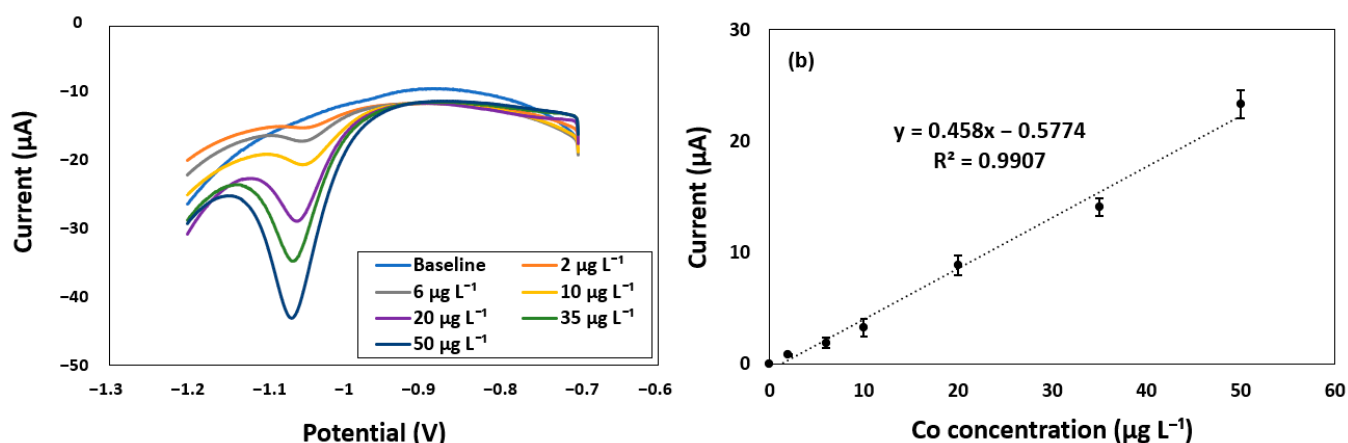 0
−10
−20
−30
−40
−50
Current (µA)
Baseline
2 µg L⁻¹
6 µg L⁻¹
10 µg L⁻¹
20 µg L⁻¹
35 µg L⁻¹
50 µg L⁻¹
−1.3 −1.2 −1.1 −1 −0.9 −0.8 −0.7 −0.6
Potential (V)
(b)
30
20
10
0
Current (µA)
y = 0.458x − 0.5774
R² = 0.9907
0 10 20 30 40 50 60
Co concentration (µg L⁻¹)